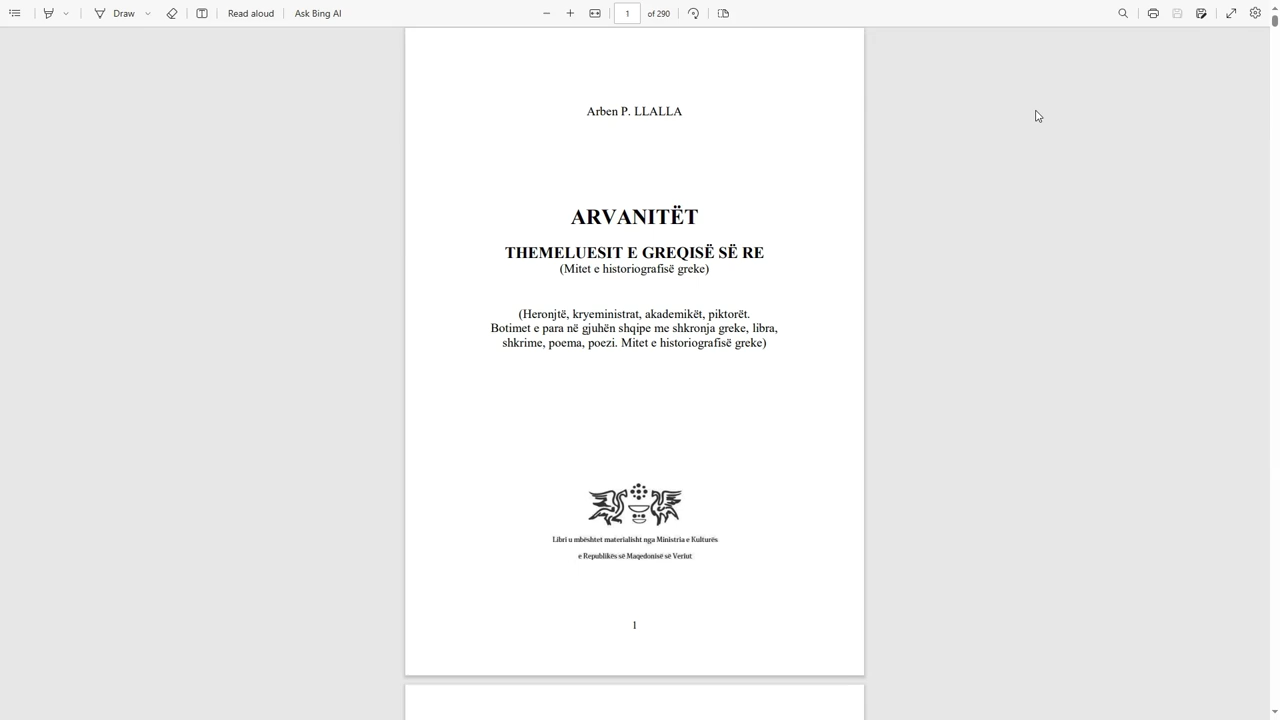 Draw
Read aloud
Ask Bing AI
1
of 290
Arben P. LLALLA
ARVANITËT
THEMELUESIT E GREQISË SË RE
(Mitet e historiografisë greke)
(Heronjtë, kryeministrat, akademikët, piktorët.
Botimet e para në gjuhën shqipe me shkronja greke, libra,
shkrime, poema, poezi. Mitet e historiografisë greke)
Libri u mbështet materialisht nga Ministria e Kulturës
e Republikës së Maqedonisë së Veriut
1